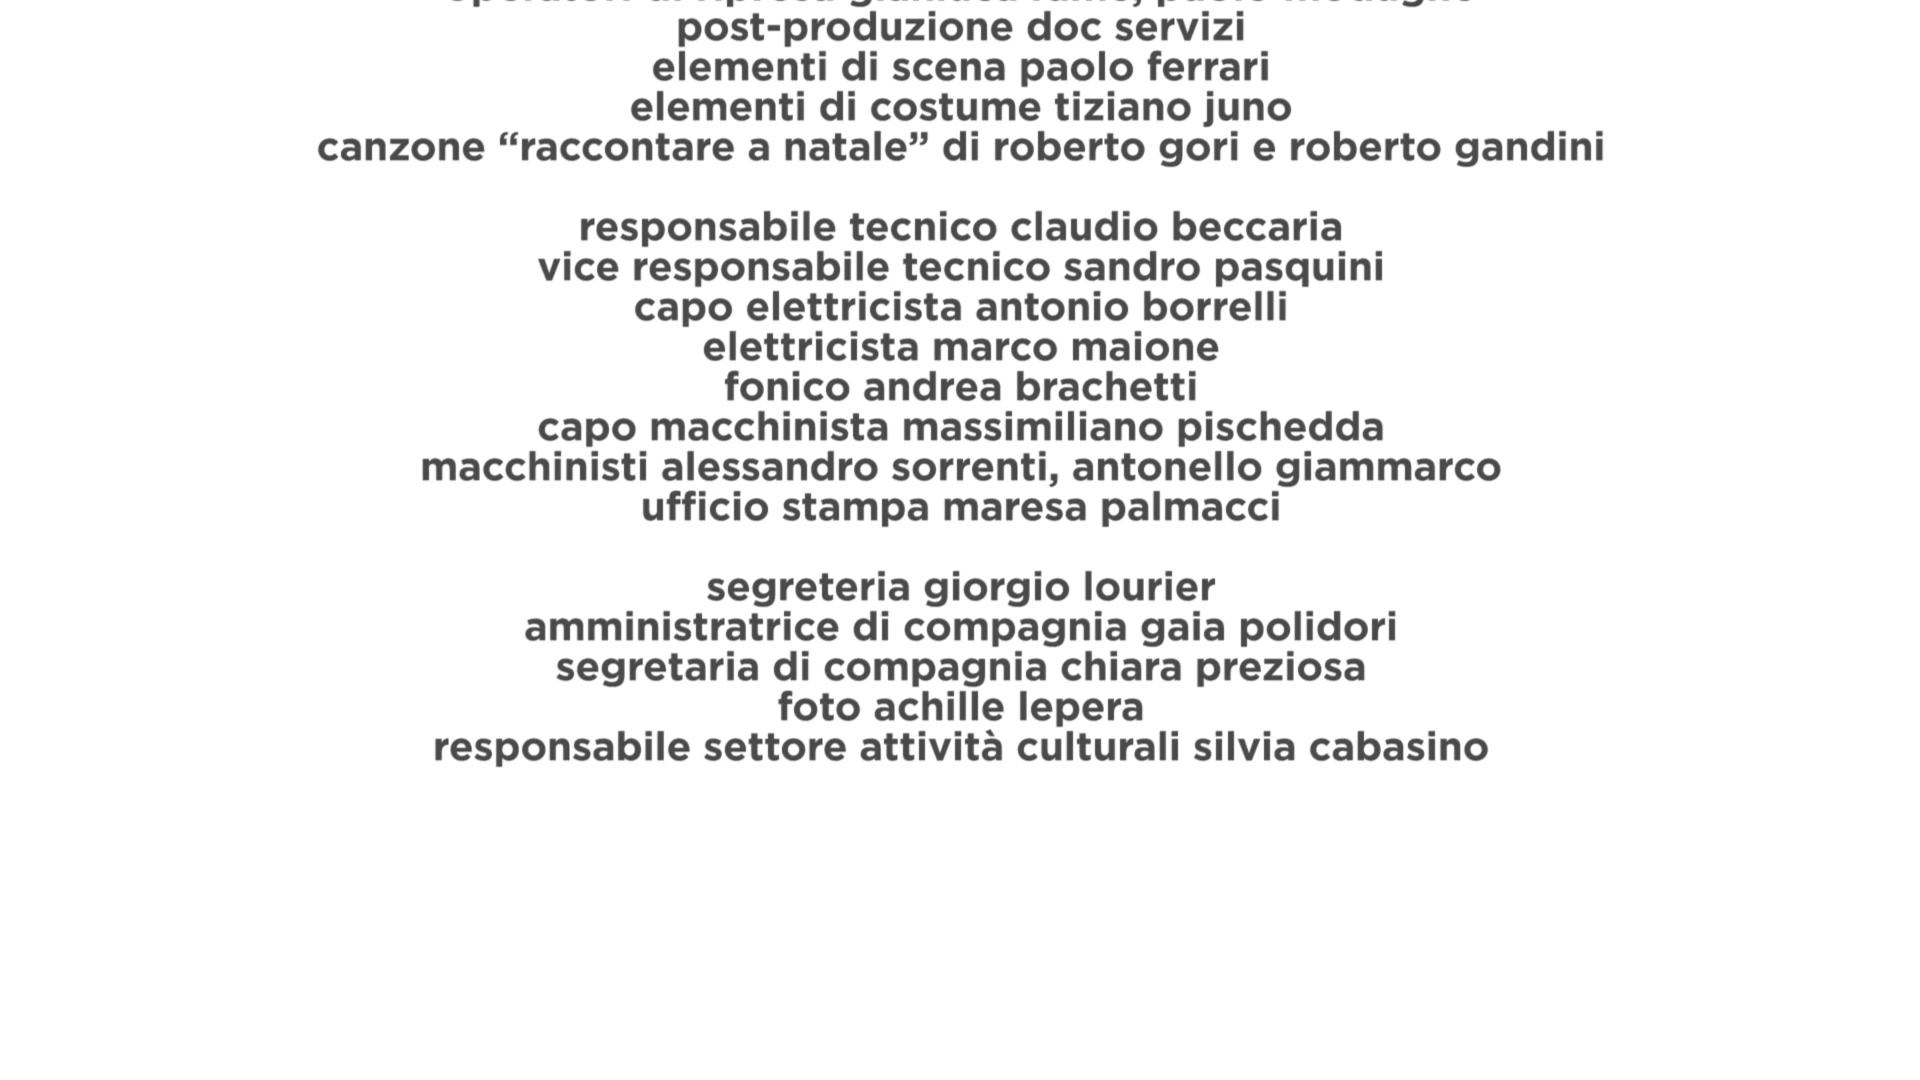 post-produzione doc servizi
elementi di scena paolo ferrari
elementi di costume tiziano juno
canzone “raccontare a natale” di roberto gori e roberto gandini
responsabile tecnico claudio beccaria
vice responsabile tecnico sandro pasquini
capo elettricista antonio borrelli
elettricista marco maione
fonico andrea brachetti
capo macchinista massimiliano pischedda
macchinisti alessandro sorrenti, antonello giammarco
ufficio stampa maresa palmacci
segreteria giorgio lourier
amministratrice di compagnia gaia polidori
segretaria di compagnia chiara preziosa
foto achille lepera
responsabile settore attività culturali silvia cabasino